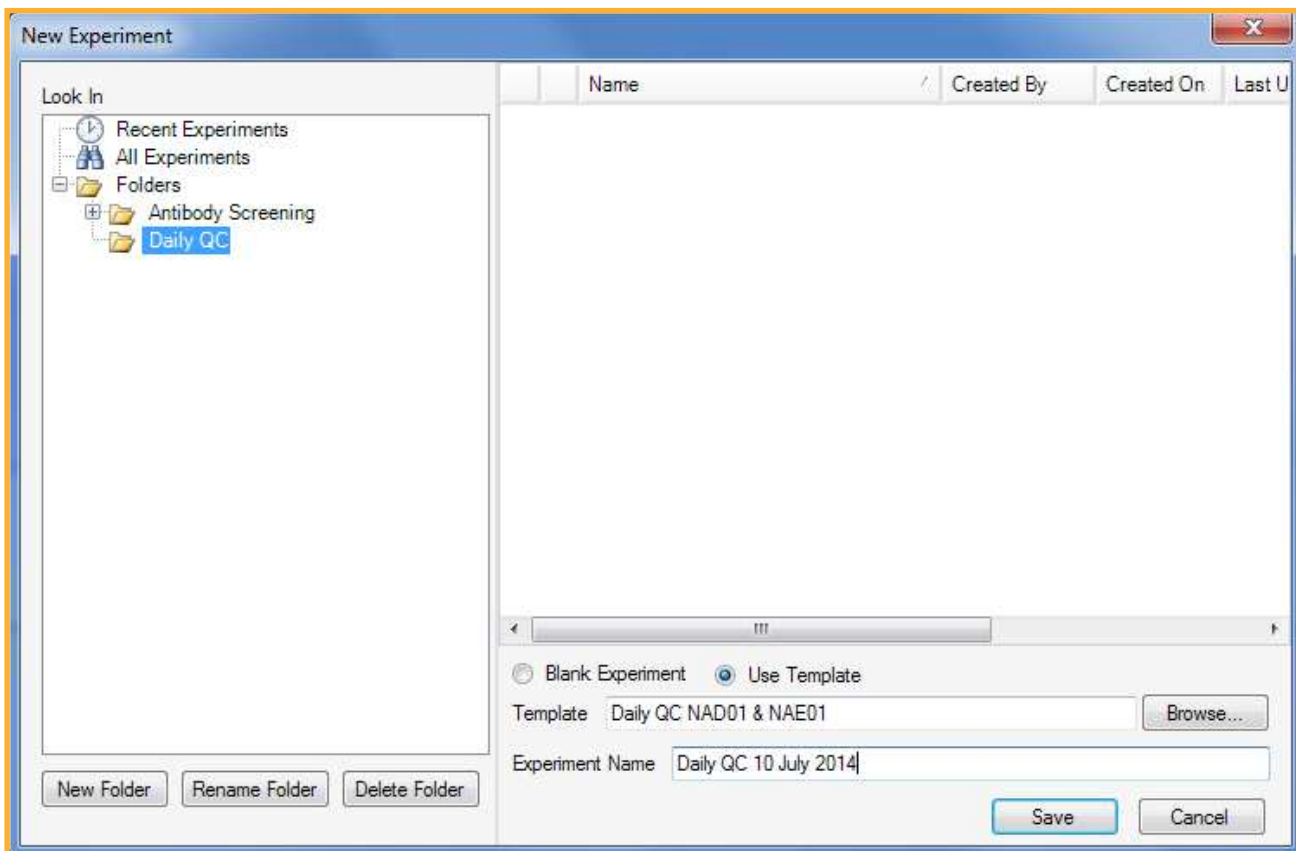 New Experiment
Look In
Recent Experiments
All Experiments
Folders
Antibody Screening
Daily QC
New Folder Rename Folder Delete Folder
Name Created By Created On Last U
Blank Experiment Use Template
Template Daily QC NAD01 & NAE01 Browse...
Experiment Name Daily QC 10 July 2014
Save Cancel